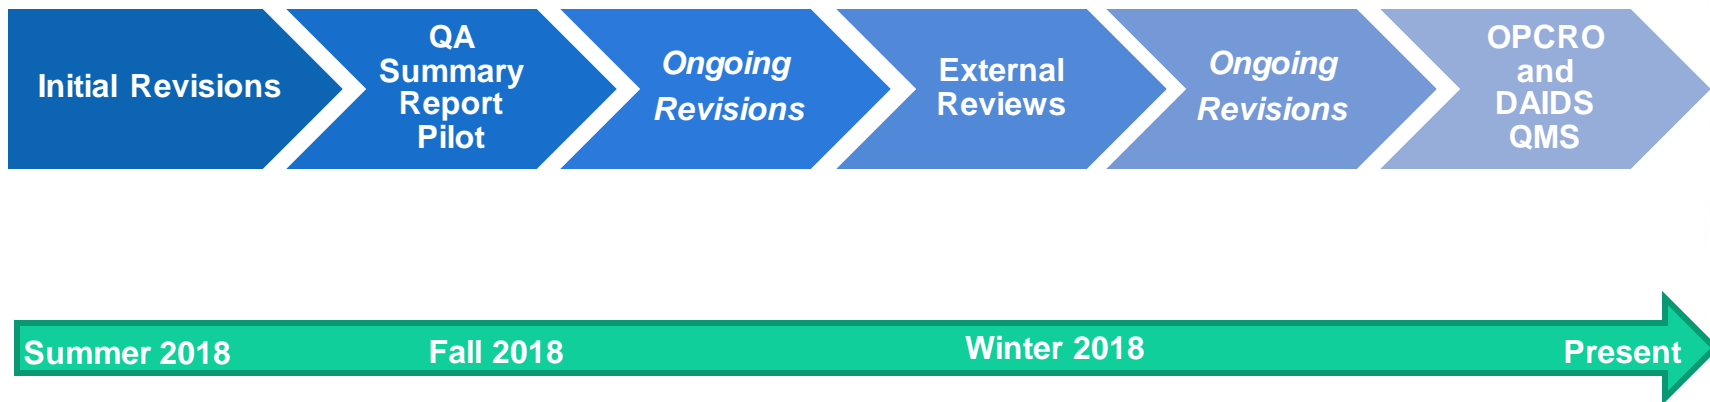 Initial Revisions
QA
Summary
Report
Pilot
Ongoing
Revisions
External
Reviews
Ongoing
Revisions
OPCRO
and
DAIDS
QMS
Summer 2018
Fall 2018
Winter 2018
Present